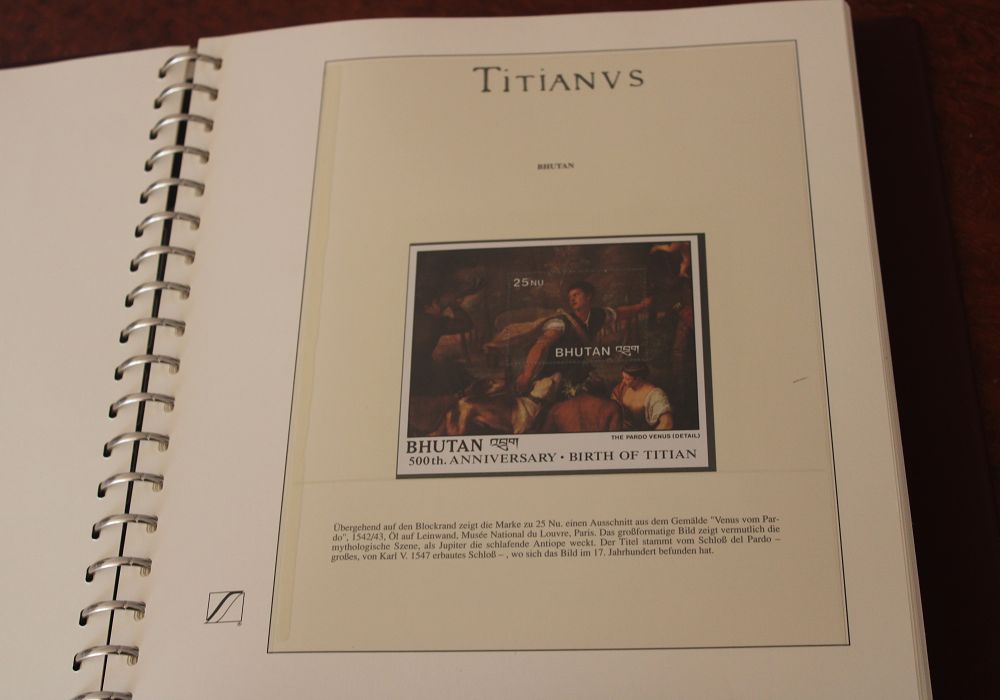 TITIANVS
BHUTAN
25 NU
BHUTAN འབྲུག
THE PARDO VENUS (DETAIL)
BHUTAN འབྲུག
500th. ANNIVERSARY • BIRTH OF TITIAN
Übergehend auf den Blockrand zeigt die Marke zu 25 Nu. einen Ausschnitt aus dem Gemälde "Venus vom Par-
do", 1542/43, Öl auf Leinwand, Musée National du Louvre, Paris. Das großformatige Bild zeigt vermutlich die
mythologische Szene, als Jupiter die schlafende Antiope weckt. Der Titel stammt vom Schloß del Pardo –
großes, von Karl V. 1547 erbautes Schloß – , wo sich das Bild im 17. Jahrhundert befunden hat.